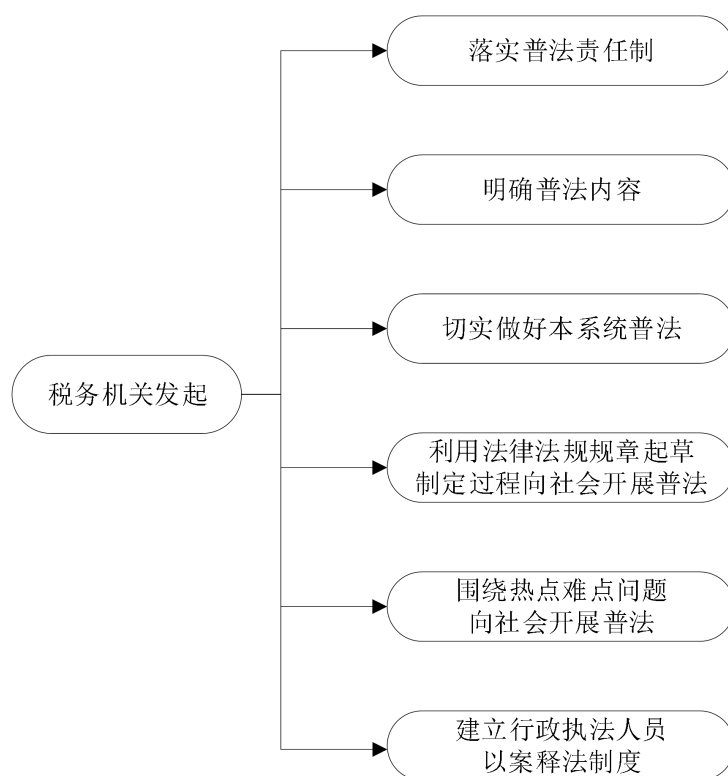 落实普法责任制
明确普法内容
切实做好本系统普法
税务机关发起
利用法律法规规章起草
制定过程向社会开展普法
围绕热点难点问题
向社会开展普法
建立行政执法人员
以案释法制度